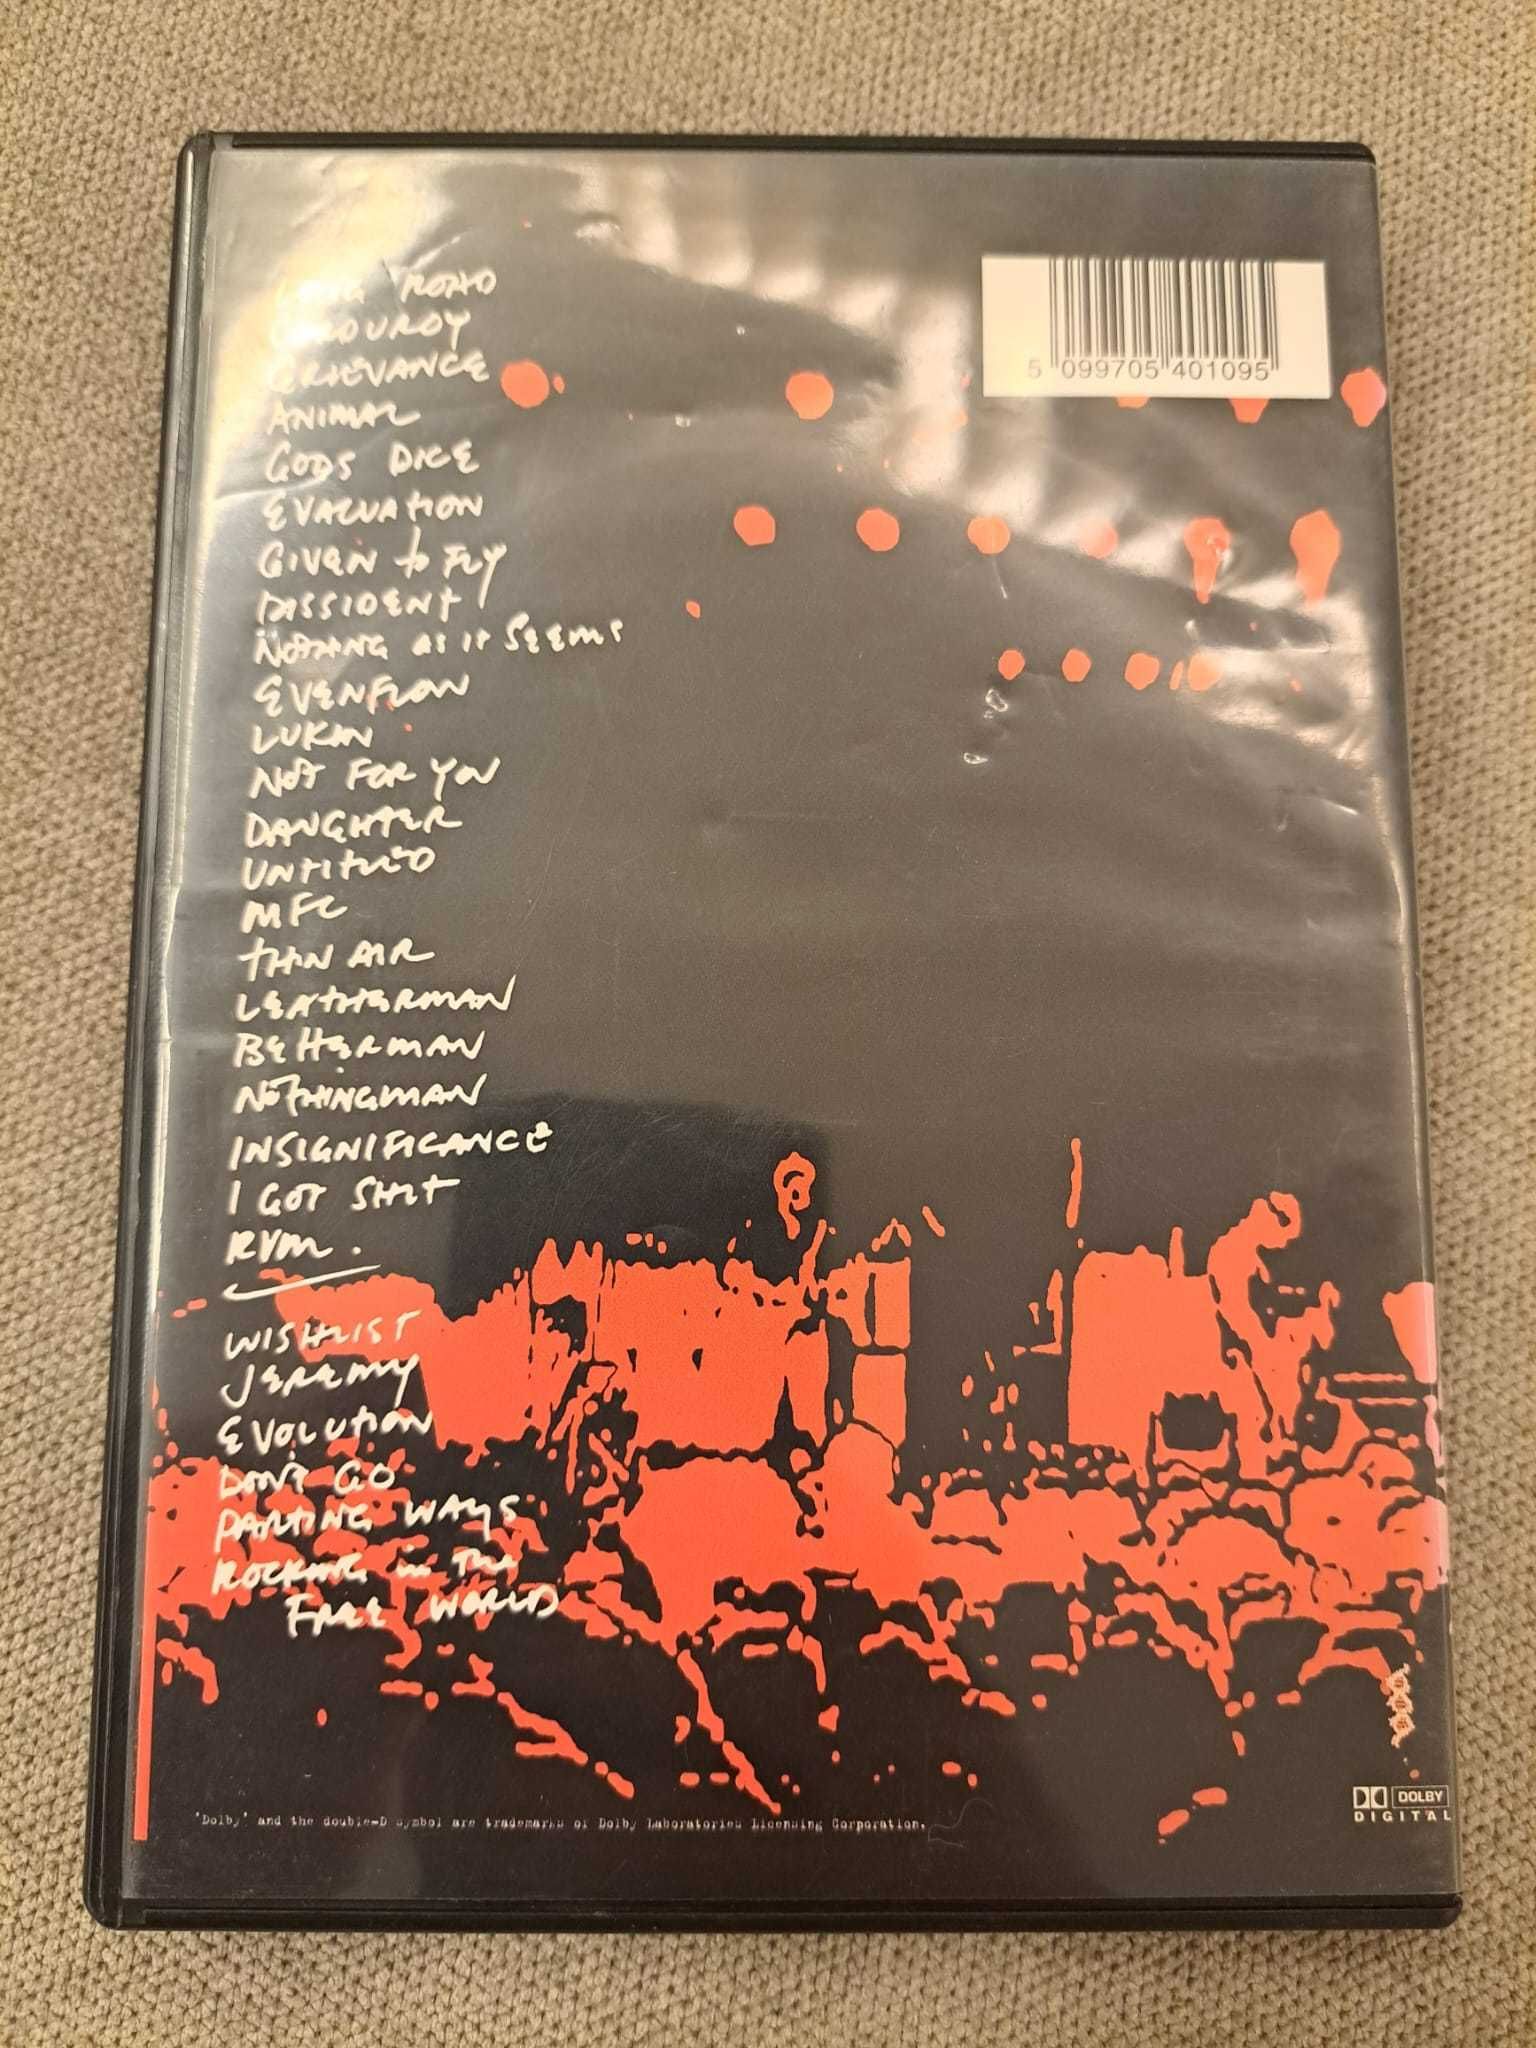 LONG ROAD
CORDUROY
GRIEVANCE
ANIMAL
GODS DICE
EVACUATION
GIVEN to FLY
DISSIDENT
NOTHING as it SEEMS
EVENFLOW
LUKIN
NOT FOR YOU
DAUGHTER
UNTITLED
MFC
THIN AIR
LEATHERMAN
BETTERMAN
NOTHINGMAN
INSIGNIFICANCE
I GOT SHIT
RVM.
WISHLIST
JEREMY
EVOLUTION
DON'T GO
PARTING WAYS
ROCKING in The
FREE WORLD
5 099705 401095
'Dolby' and the double-D symbol are trademarks of Dolby Laboratories Licensing Corporation.
DOLBY
DIGITAL